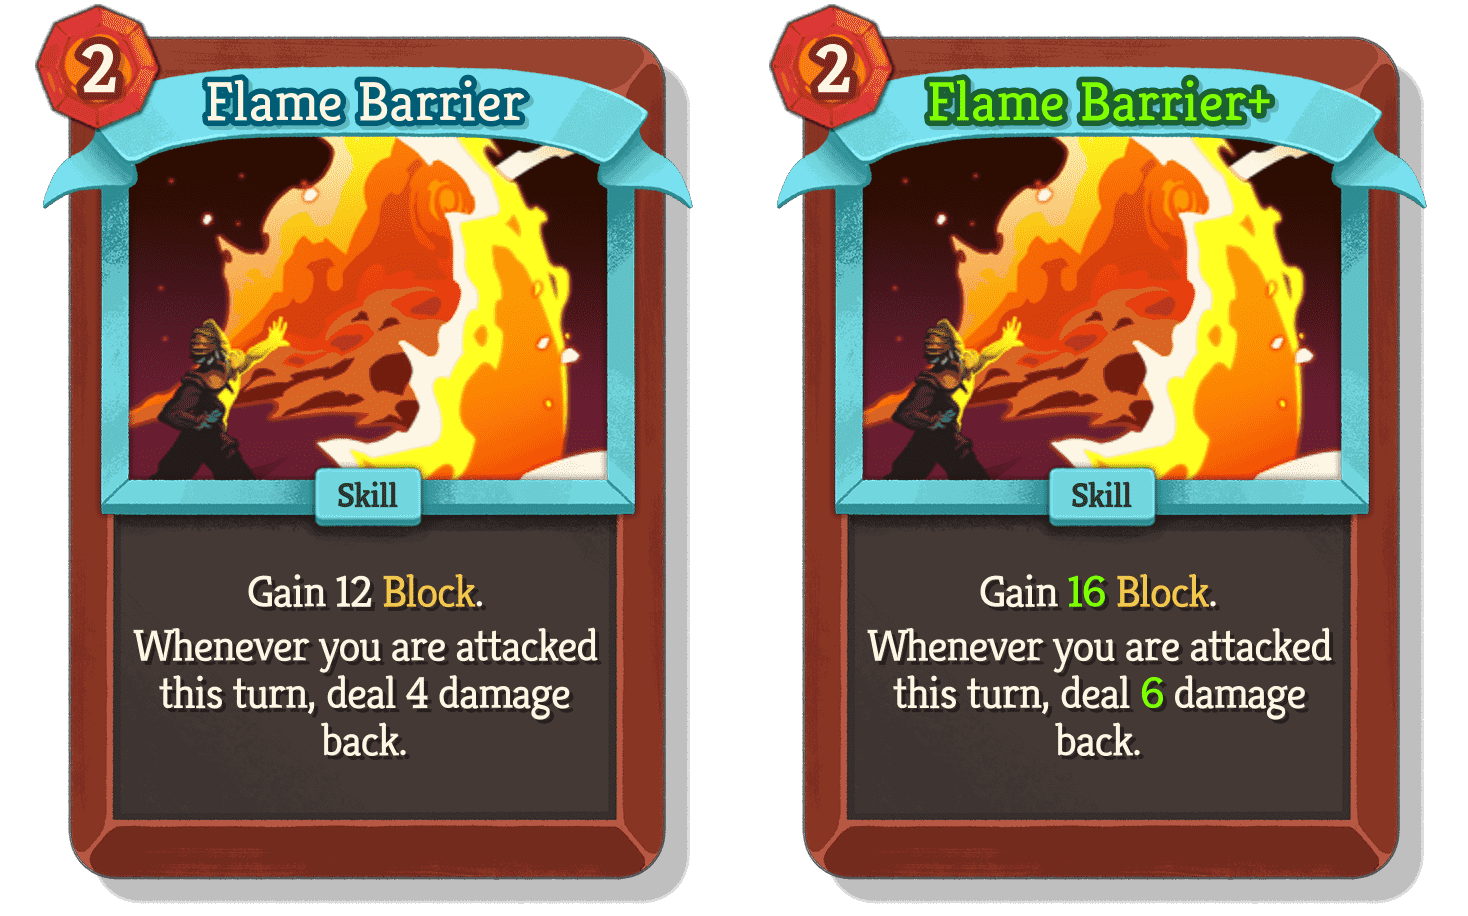 2
Flame Barrier
Skill
Gain 12 Block.
Whenever you are attacked
this turn, deal 4 damage
back.
2
Flame Barrier+
Skill
Gain 16 Block.
Whenever you are attacked
this turn, deal 6 damage
back.